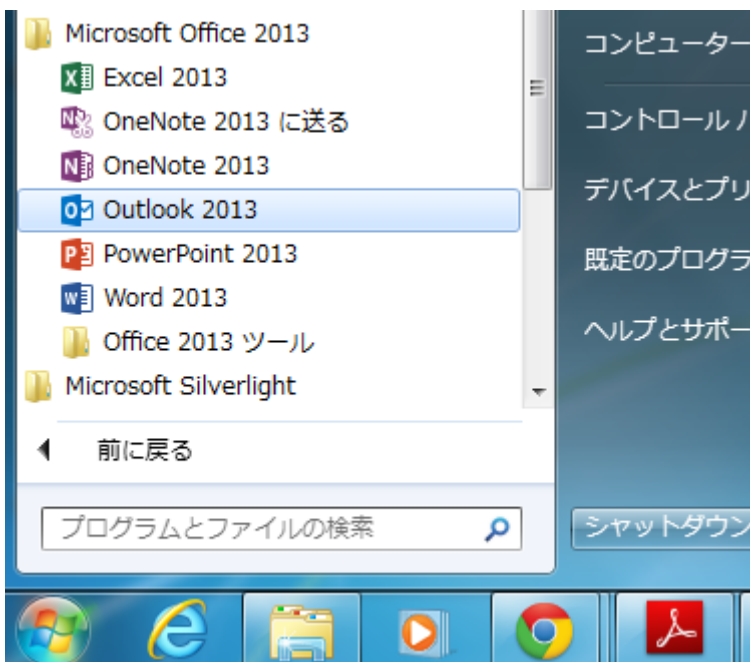 Microsoft Office 2013
Excel 2013
OneNote 2013 に送る
OneNote 2013
Outlook 2013
PowerPoint 2013
Word 2013
Office 2013 ツール
Microsoft Silverlight
前に戻る
プログラムとファイルの検索
コンピューター
コントロール
デバイスとプリ
既定のプログラ
ヘルプとサポー
シャットダウン